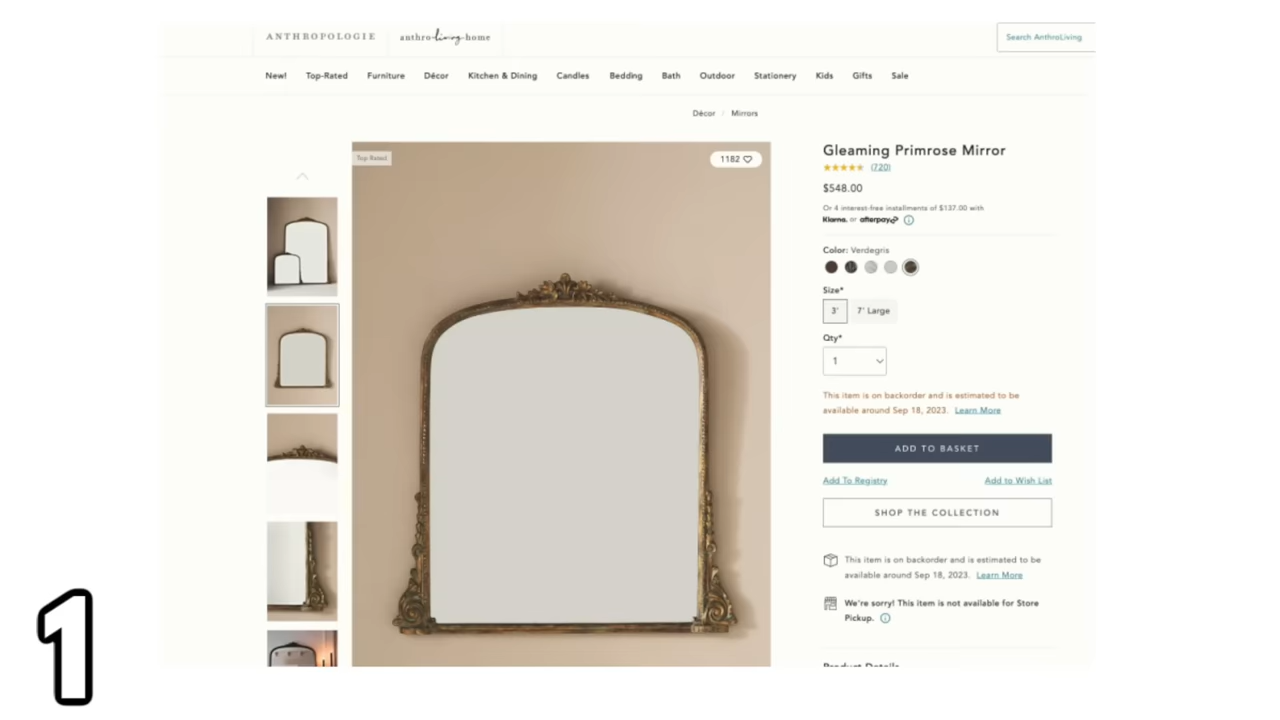 ANTHROPOLOGIE
anthro-living-home
Search AnthroLiving
New! Top-Rated Furniture Décor Kitchen & Dining Candles Bedding Bath Outdoor Stationery Kids Gifts Sale
Décor / Mirrors
Top Rated
1182
Gleaming Primrose Mirror
(720)
$548.00
Or 4 interest-free installments of $137.00 with
Klarna. or afterpay
Color: Verdegris
Size*
3' 7' Large
Qty*
1
This item is on backorder and is estimated to be
available around Sep 18, 2023. Learn More
ADD TO BASKET
Add To Registry Add to Wish List
SHOP THE COLLECTION
This item is on backorder and is estimated to be
available around Sep 18, 2023. Learn More
We're sorry! This item is not available for Store
Pickup.
Product Details
1